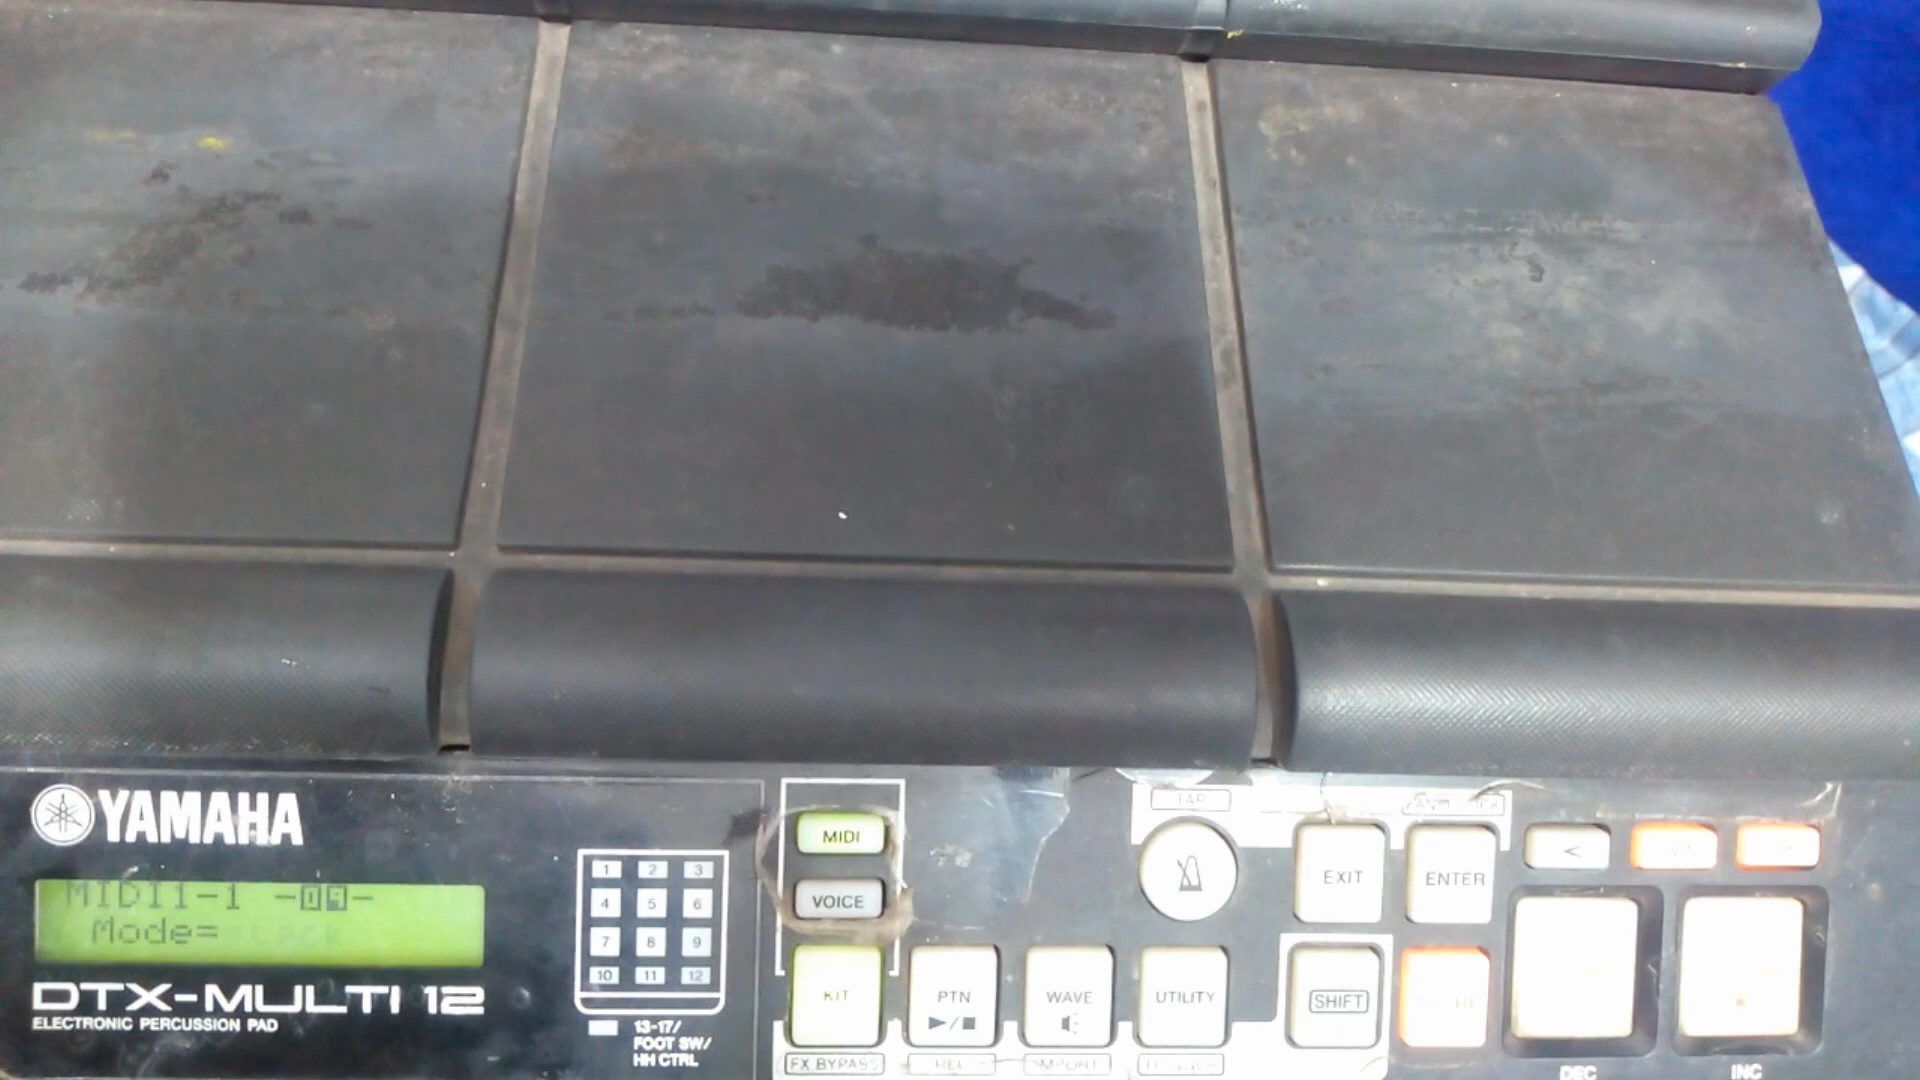 YAMAHA
MIDI1-1 -09-
Mode=
DTX-MULTI 12
ELECTRONIC PERCUSSION PAD
1 2 3
4 5 6
7 8 9
10 11 12
13-17/
FOOT SW/
HH CTRL
MIDI
VOICE
KIT
FX BYPASS
PTN
WAVE
UTILITY
TAP
EXIT
ENTER
<
SHIFT
DEC
INC